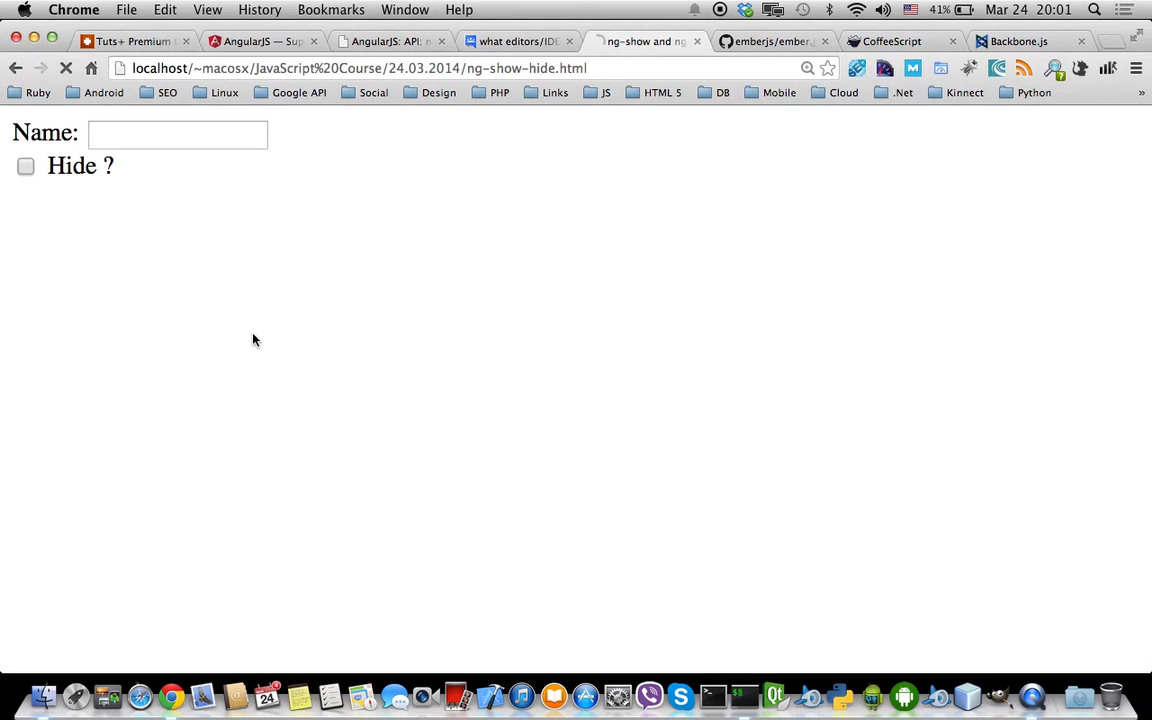 Chrome File Edit View History Bookmarks Window Help 41% Mar 24 20:01
Tuts+ Premium AngularJS — Sup AngularJS: API: n what editors/IDE ng-show and ng emberjs/ember. CoffeeScript Backbone.js
localhost/~macosx/JavaScript%20Course/24.03.2014/ng-show-hide.html
Ruby Android SEO Linux Google API Social Design PHP Links JS HTML 5 DB Mobile Cloud .Net Kinnect Python »
Name:
Hide ?
24
Qt